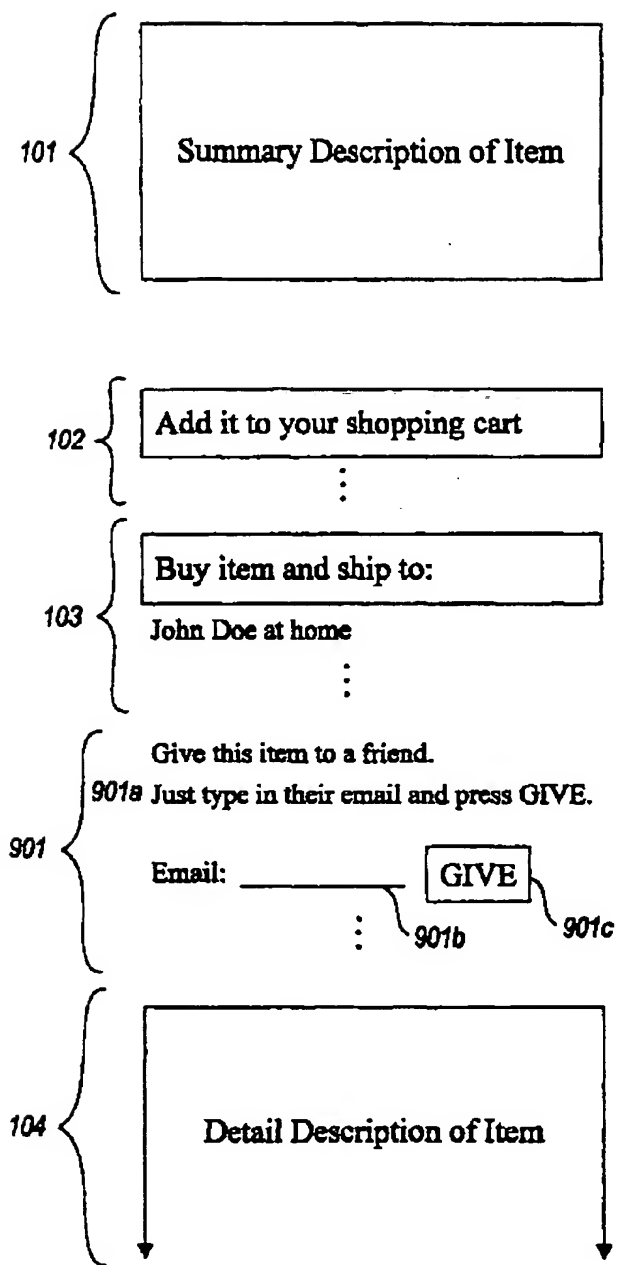 101
Summary Description of Item
102
Add it to your shopping cart
103
Buy item and ship to:
John Doe at home
901
Give this item to a friend.
901a Just type in their email and press GIVE.
Email: GIVE
901b
901c
104
Detail Description of Item